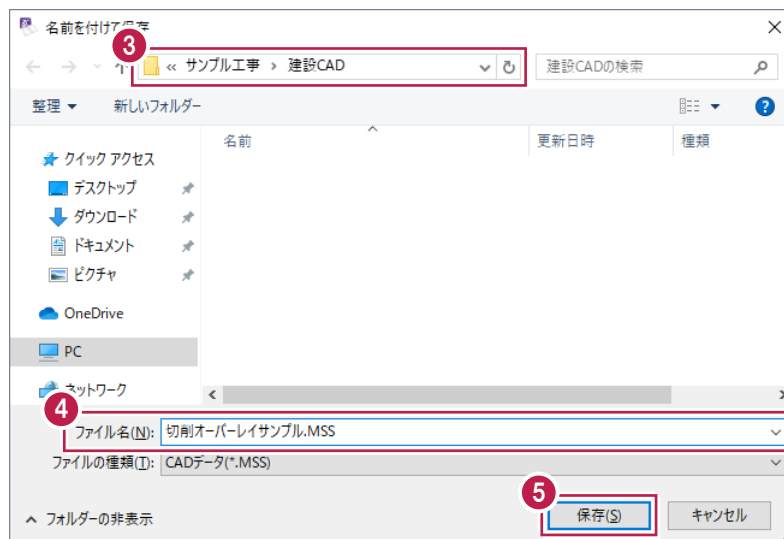 名前を付けて保存
3
« サンプル工事 › 建設CAD
建設CADの検索
整理 新しいフォルダー
名前 更新日時 種類
クイック アクセス
デスクトップ
ダウンロード
ドキュメント
ピクチャ
OneDrive
PC
ネットワーク
4
ファイル名(N): 切削オーバーレイサンプル.MSS
ファイルの種類(T): CADデータ(*.MSS)
5
フォルダーの非表示 保存(S) キャンセル